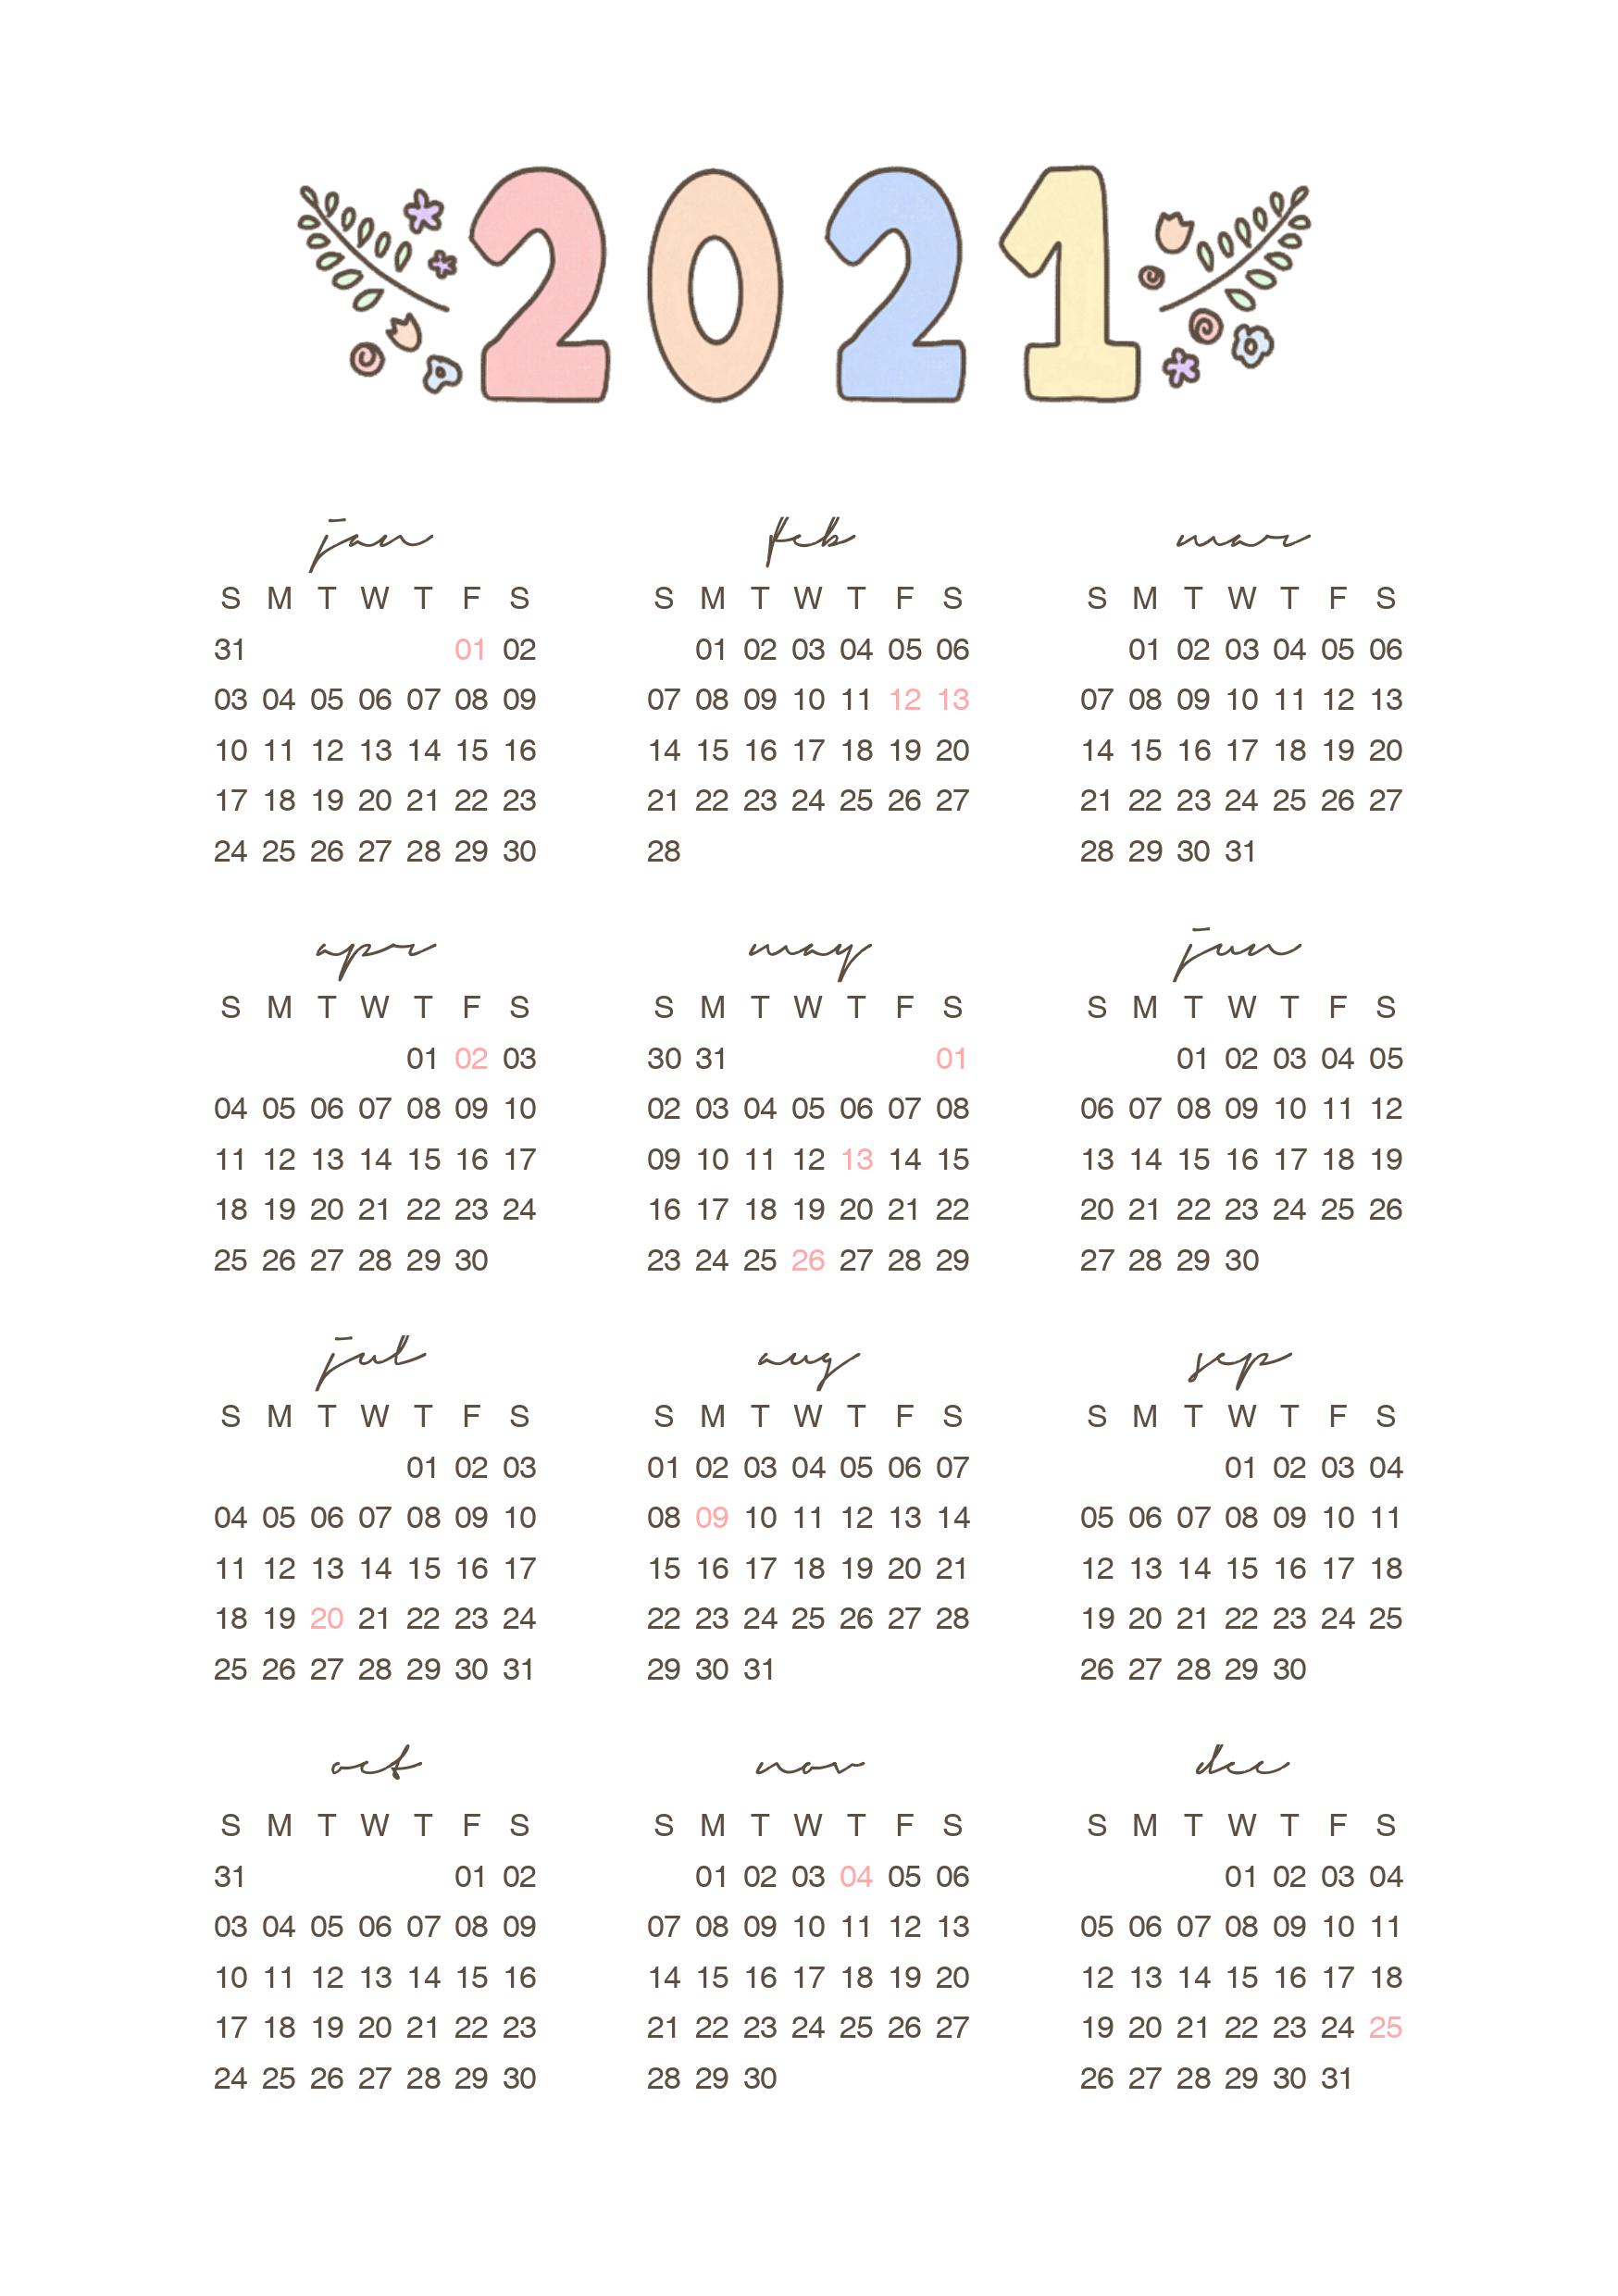 2021
jan
S M T W T F S
31 01 02
03 04 05 06 07 08 09
10 11 12 13 14 15 16
17 18 19 20 21 22 23
24 25 26 27 28 29 30
feb
S M T W T F S
01 02 03 04 05 06
07 08 09 10 11 12 13
14 15 16 17 18 19 20
21 22 23 24 25 26 27
28
mar
S M T W T F S
01 02 03 04 05 06
07 08 09 10 11 12 13
14 15 16 17 18 19 20
21 22 23 24 25 26 27
28 29 30 31
apr
S M T W T F S
01 02 03
04 05 06 07 08 09 10
11 12 13 14 15 16 17
18 19 20 21 22 23 24
25 26 27 28 29 30
may
S M T W T F S
30 31 01
02 03 04 05 06 07 08
09 10 11 12 13 14 15
16 17 18 19 20 21 22
23 24 25 26 27 28 29
jun
S M T W T F S
01 02 03 04 05
06 07 08 09 10 11 12
13 14 15 16 17 18 19
20 21 22 23 24 25 26
27 28 29 30
jul
S M T W T F S
01 02 03
04 05 06 07 08 09 10
11 12 13 14 15 16 17
18 19 20 21 22 23 24
25 26 27 28 29 30 31
aug
S M T W T F S
01 02 03 04 05 06 07
08 09 10 11 12 13 14
15 16 17 18 19 20 21
22 23 24 25 26 27 28
29 30 31
sep
S M T W T F S
01 02 03 04
05 06 07 08 09 10 11
12 13 14 15 16 17 18
19 20 21 22 23 24 25
26 27 28 29 30
oct
S M T W T F S
31 01 02
03 04 05 06 07 08 09
10 11 12 13 14 15 16
17 18 19 20 21 22 23
24 25 26 27 28 29 30
nov
S M T W T F S
01 02 03 04 05 06
07 08 09 10 11 12 13
14 15 16 17 18 19 20
21 22 23 24 25 26 27
28 29 30
dec
S M T W T F S
01 02 03 04
05 06 07 08 09 10 11
12 13 14 15 16 17 18
19 20 21 22 23 24 25
26 27 28 29 30 31